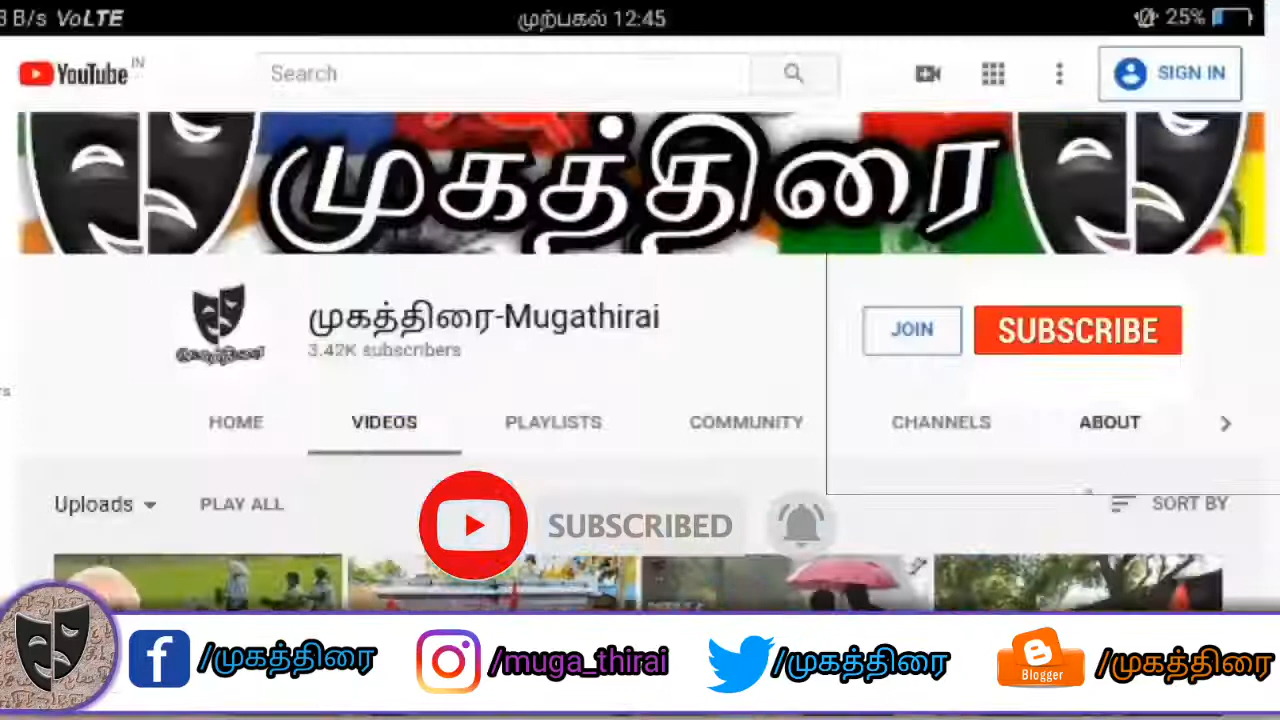 3 B/s VoLTE
முற்பகல் 12:45
25%
YouTube IN
Search
SIGN IN
முகத்திரை
முகத்திரை-Mugathirai
3.42K subscribers
JOIN
SUBSCRIBE
HOME
VIDEOS
PLAYLISTS
COMMUNITY
CHANNELS
ABOUT
Uploads
PLAY ALL
SORT BY
SUBSCRIBED
/முகத்திரை
/muga_thirai
/முகத்திரை
Blogger
/முகத்திரை